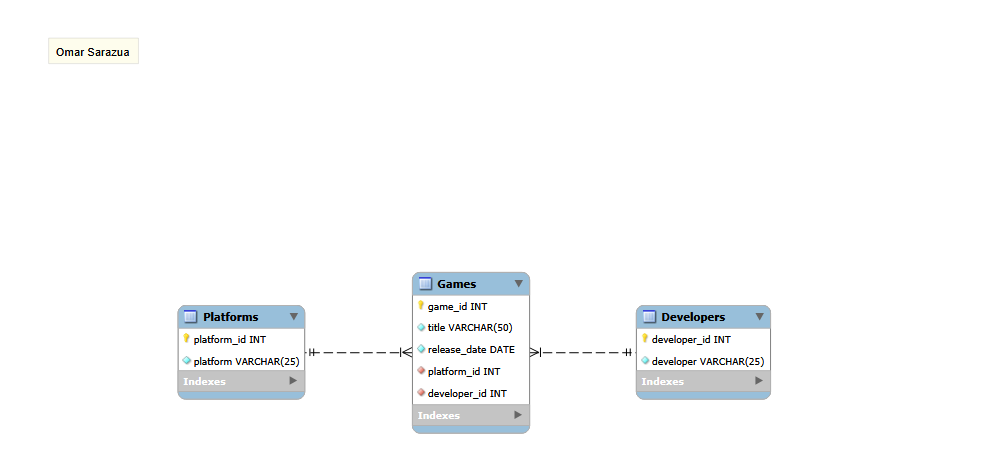 Omar Sarazua
Platforms
platform_id INT
platform VARCHAR(25)
Indexes
Games
game_id INT
title VARCHAR(50)
release_date DATE
platform_id INT
developer_id INT
Indexes
Developers
developer_id INT
developer VARCHAR(25)
Indexes